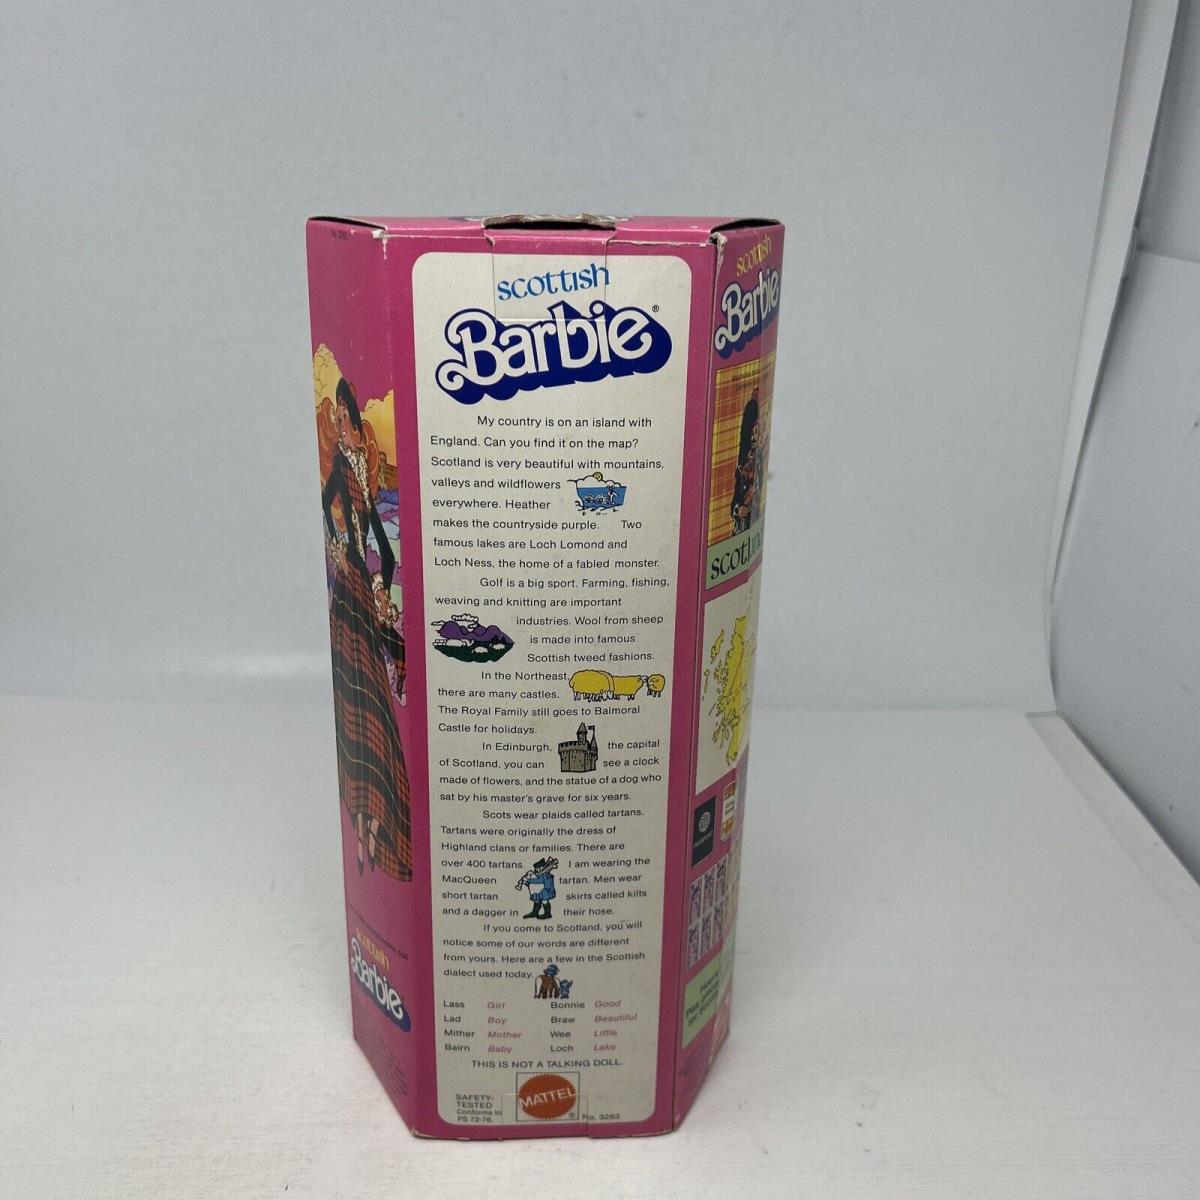 scottish
Barbie®
My country is on an island with
England. Can you find it on the map?
Scotland is very beautiful with mountains,
valleys and wildflowers
everywhere. Heather
makes the countryside purple. Two
famous lakes are Loch Lomond and
Loch Ness, the home of a fabled monster.
Golf is a big sport. Farming, fishing,
weaving and knitting are important
industries. Wool from sheep
is made into famous
Scottish tweed fashions.
In the Northeast,
there are many castles.
The Royal Family still goes to Balmoral
Castle for holidays.
In Edinburgh, the capital
of Scotland, you can see a clock
made of flowers, and the statue of a dog who
sat by his master's grave for six years.
Scots wear plaids called tartans.
Tartans were originally the dress of
Highland clans or families. There are
over 400 tartans. I am wearing the
MacQueen tartan. Men wear
short tartan skirts called kilts
and a dagger in their hose.
If you come to Scotland, you will
notice some of our words are different
from yours. Here are a few in the Scottish
dialect used today.
Lass Girl Bonnie Good
Lad Boy Braw Beautiful
Mither Mother Wee Little
Bairn Baby Loch Lake
THIS IS NOT A TALKING DOLL.
SAFETY-
TESTED
Conforms to
PS 72-76.
MATTEL
® No. 3263
scottish
Barbie
scotland
PASSPORT
scottish
Barbie